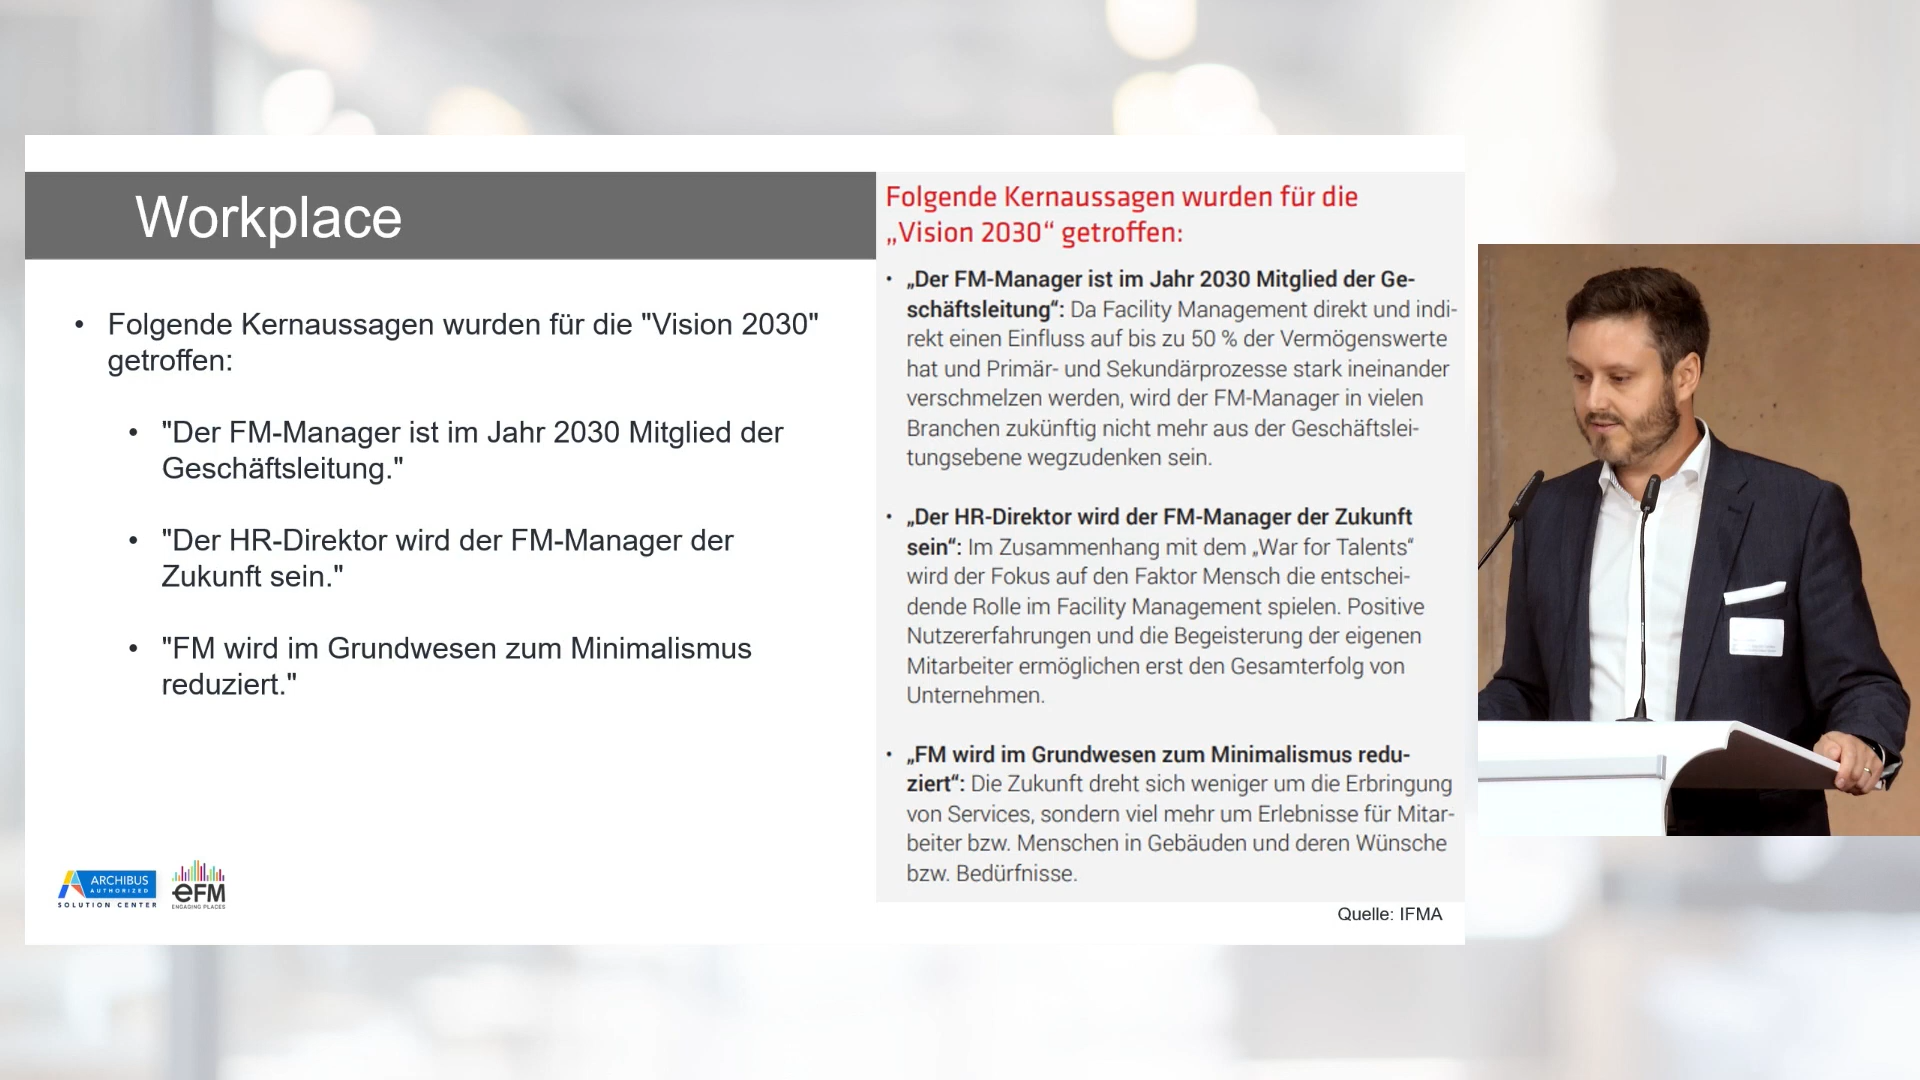 Workplace
• Folgende Kernaussagen wurden für die "Vision 2030"
getroffen:
• "Der FM-Manager ist im Jahr 2030 Mitglied der
Geschäftsleitung."
• "Der HR-Direktor wird der FM-Manager der
Zukunft sein."
• "FM wird im Grundwesen zum Minimalismus
reduziert."
ARCHIBUS
AUTHORIZED
SOLUTION CENTER
eFM
ENGAGING PLACES
Folgende Kernaussagen wurden für die
„Vision 2030“ getroffen:
• „Der FM-Manager ist im Jahr 2030 Mitglied der Ge-
schäftsleitung“: Da Facility Management direkt und indi-
rekt einen Einfluss auf bis zu 50 % der Vermögenswerte
hat und Primär- und Sekundärprozesse stark ineinander
verschmelzen werden, wird der FM-Manager in vielen
Branchen zukünftig nicht mehr aus der Geschäftslei-
tungsebene wegzudenken sein.
• „Der HR-Direktor wird der FM-Manager der Zukunft
sein“: Im Zusammenhang mit dem „War for Talents“
wird der Fokus auf den Faktor Mensch die entschei-
dende Rolle im Facility Management spielen. Positive
Nutzererfahrungen und die Begeisterung der eigenen
Mitarbeiter ermöglichen erst den Gesamterfolg von
Unternehmen.
• „FM wird im Grundwesen zum Minimalismus redu-
ziert“: Die Zukunft dreht sich weniger um die Erbringung
von Services, sondern viel mehr um Erlebnisse für Mitar-
beiter bzw. Menschen in Gebäuden und deren Wünsche
bzw. Bedürfnisse.
Quelle: IFMA